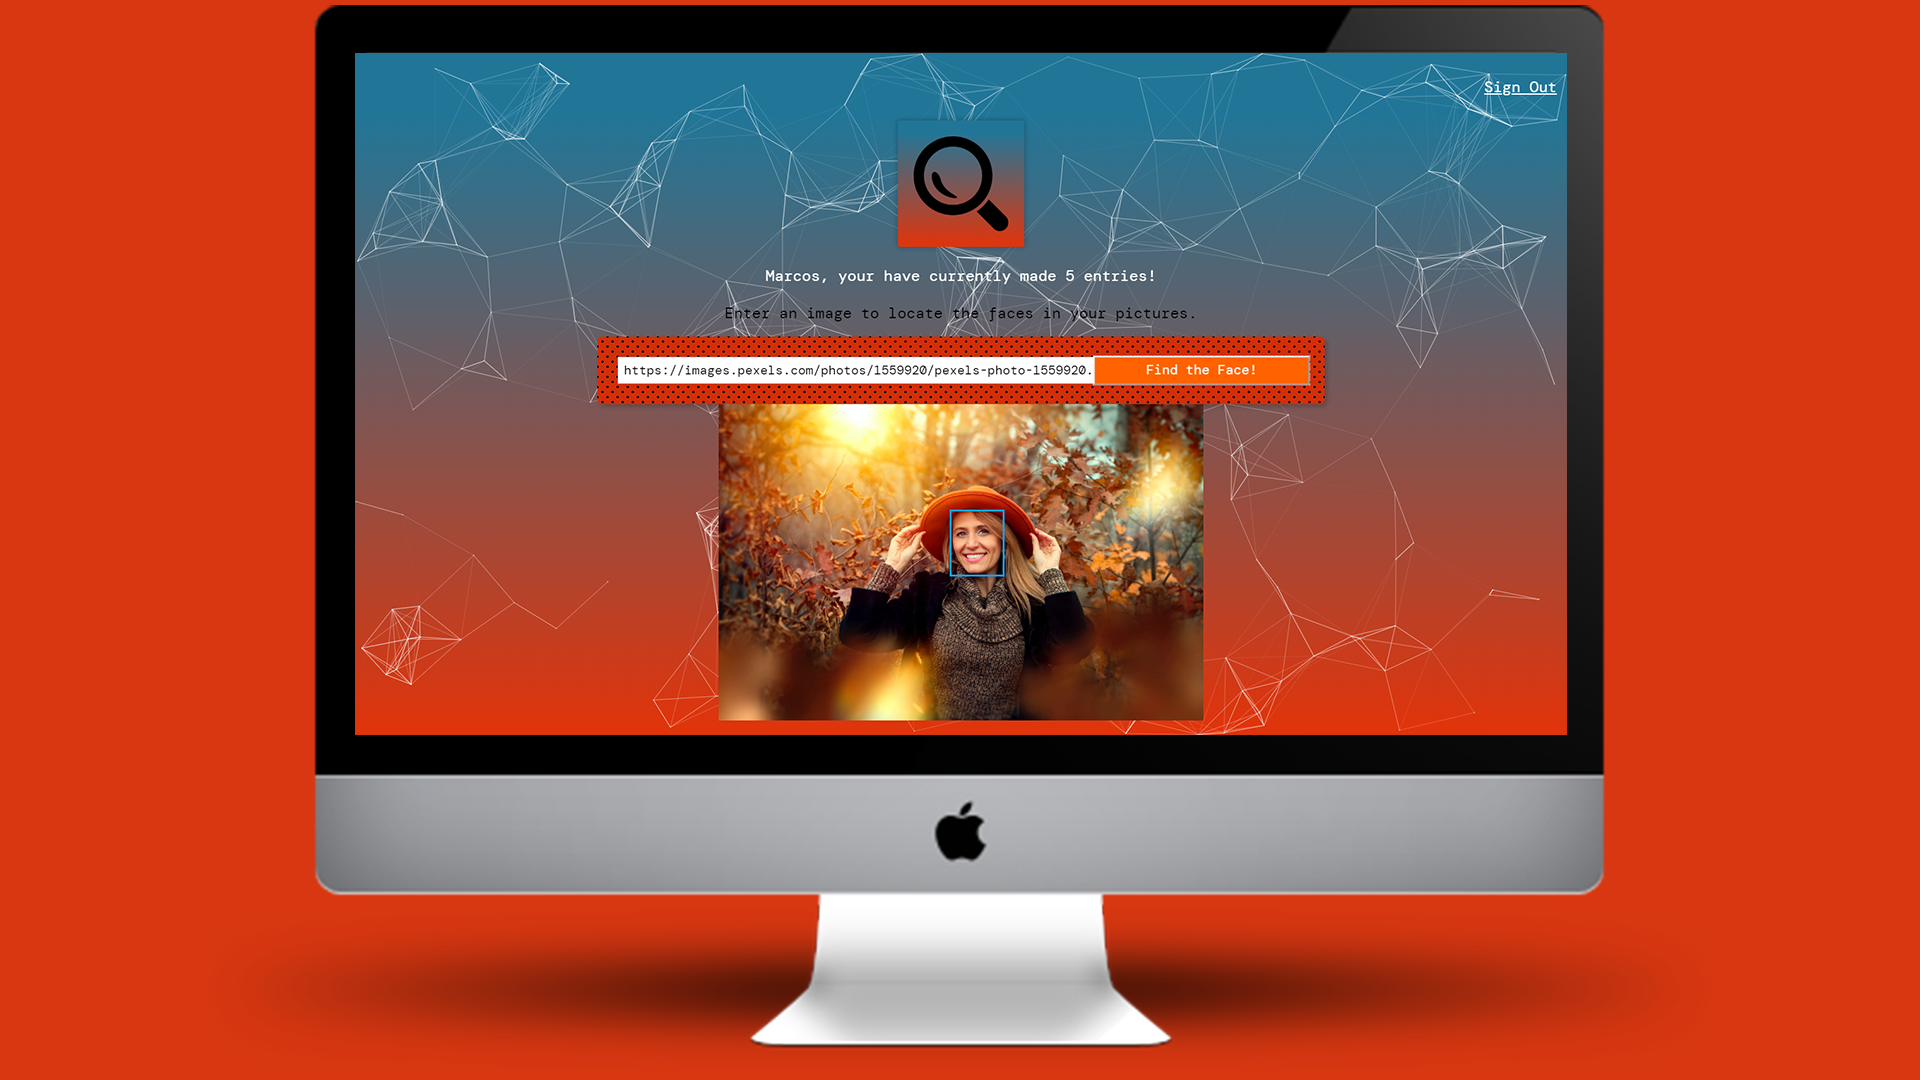 Sign Out
Marcos, your have currently made 5 entries!
Enter an image to locate the faces in your pictures.
https://images.pexels.com/photos/1559920/pexels-photo-1559920.
Find the Face!